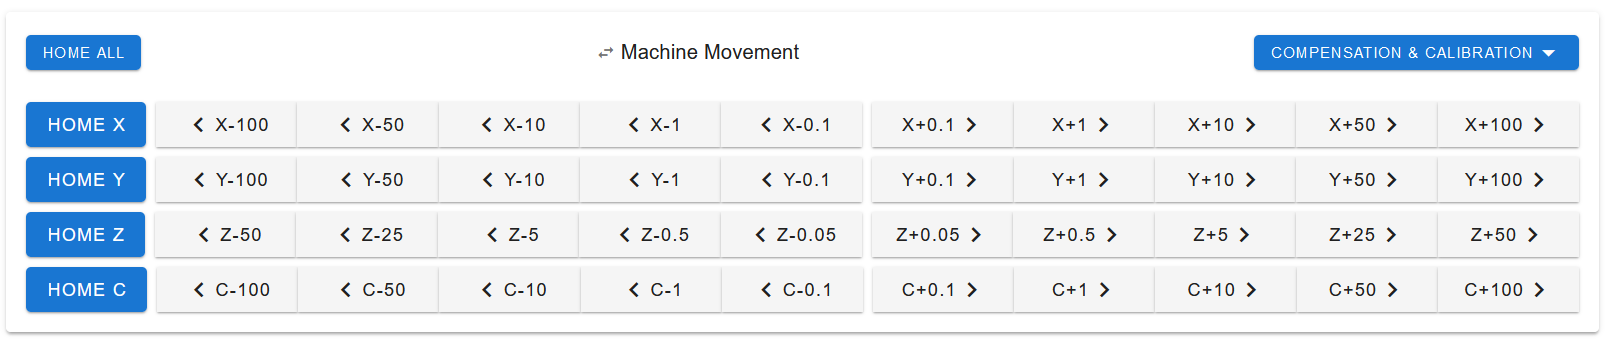 HOME ALL Machine Movement COMPENSATION & CALIBRATION
HOME X X-100 X-50 X-10 X-1 X-0.1 X+0.1 X+1 X+10 X+50 X+100
HOME Y Y-100 Y-50 Y-10 Y-1 Y-0.1 Y+0.1 Y+1 Y+10 Y+50 Y+100
HOME Z Z-50 Z-25 Z-5 Z-0.5 Z-0.05 Z+0.05 Z+0.5 Z+5 Z+25 Z+50
HOME C C-100 C-50 C-10 C-1 C-0.1 C+0.1 C+1 C+10 C+50 C+100